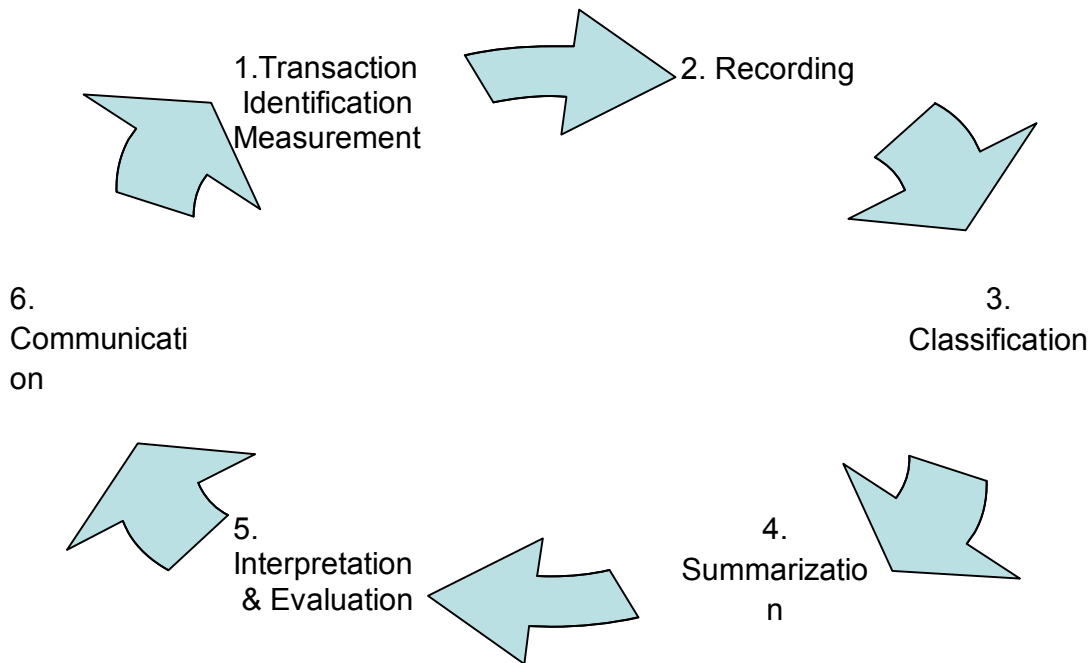 1.Transaction
Identification
Measurement
2. Recording
3.
Classification
4.
Summarizatio
n
5.
Interpretation
& Evaluation
6.
Communicati
on